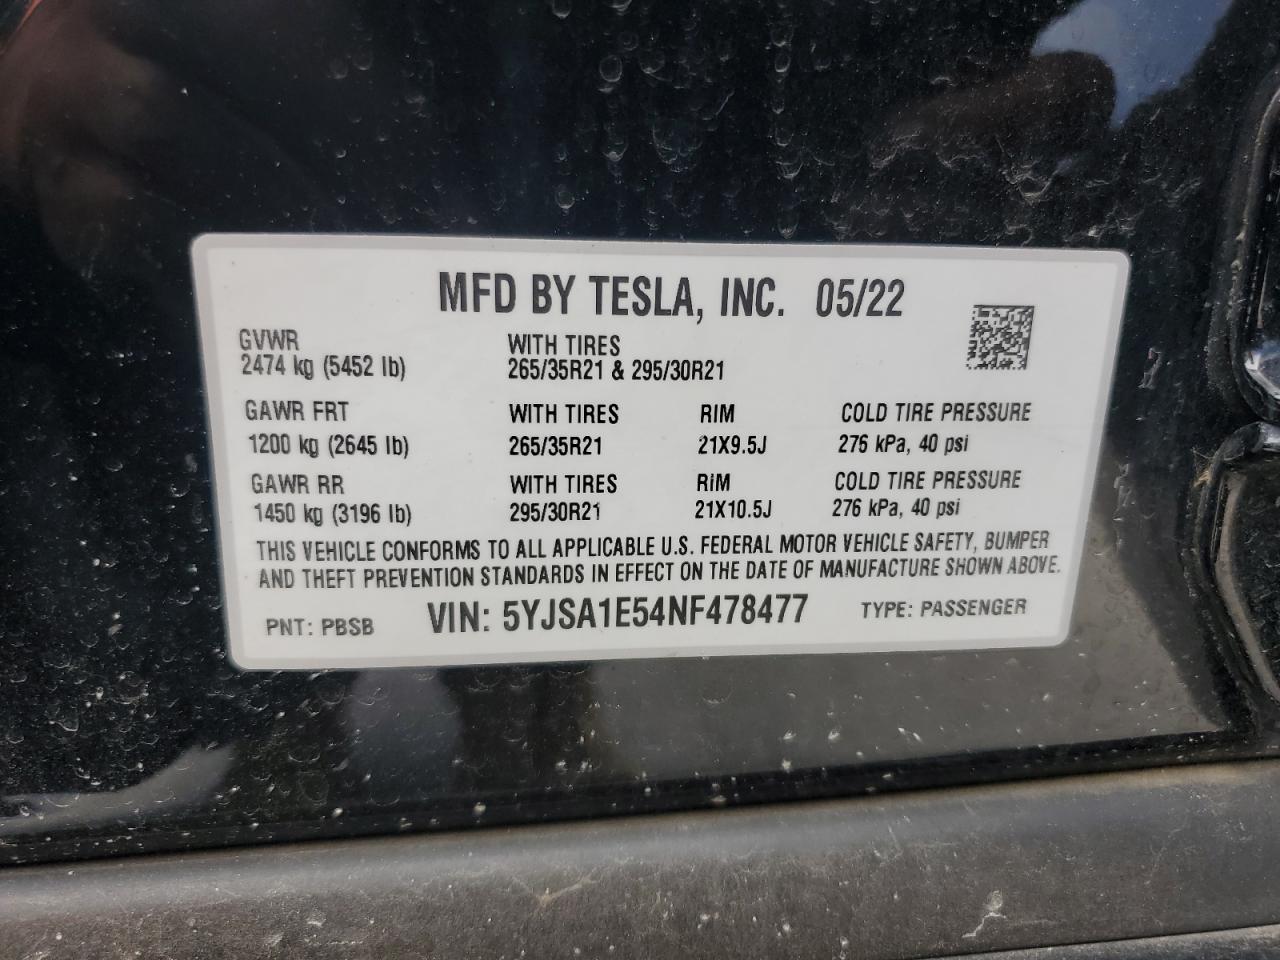 MFD BY TESLA, INC. 05/22
GVWR WITH TIRES
2474 kg (5452 lb) 265/35R21 & 295/30R21
GAWR FRT WITH TIRES RIM COLD TIRE PRESSURE
1200 kg (2645 lb) 265/35R21 21X9.5J 276 kPa, 40 psi
GAWR RR WITH TIRES RIM COLD TIRE PRESSURE
1450 kg (3196 lb) 295/30R21 21X10.5J 276 kPa, 40 psi
THIS VEHICLE CONFORMS TO ALL APPLICABLE U.S. FEDERAL MOTOR VEHICLE SAFETY, BUMPER
AND THEFT PREVENTION STANDARDS IN EFFECT ON THE DATE OF MANUFACTURE SHOWN ABOVE.
PNT: PBSB VIN: 5YJSA1E54NF478477 TYPE: PASSENGER